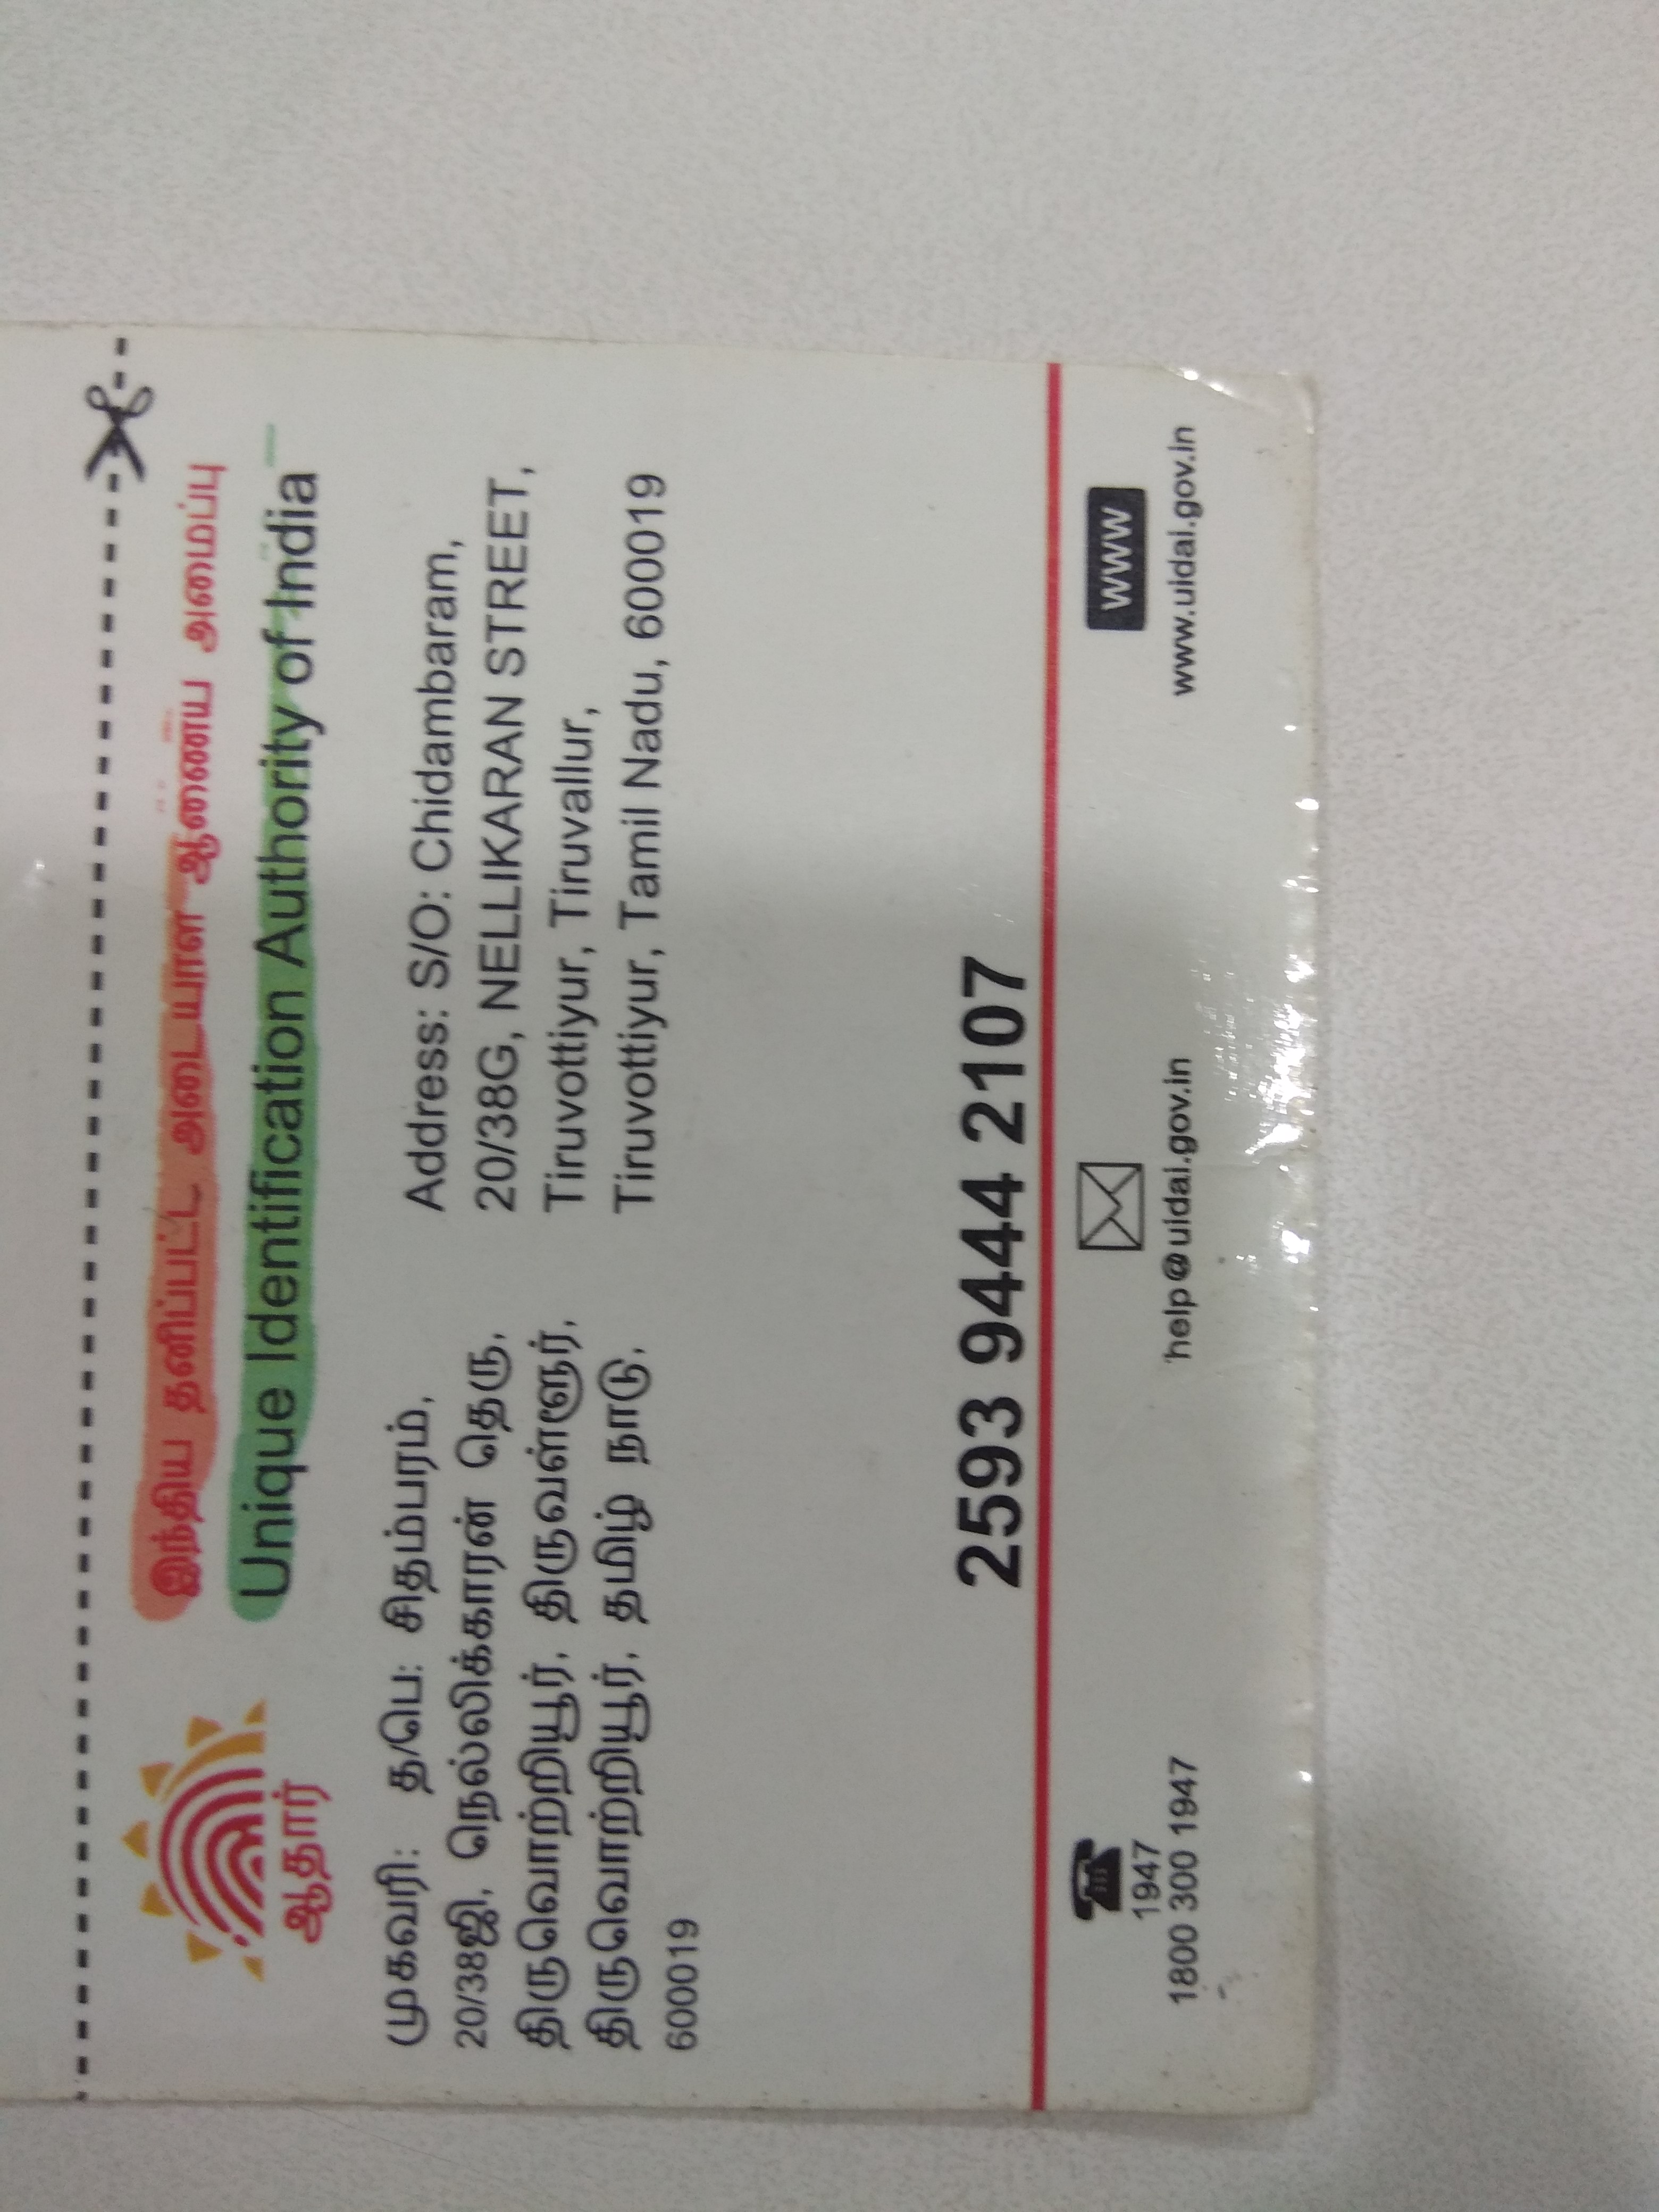 இந்திய தனிப்பட்ட அடையாள ஆணைய அமைப்பு
Unique Identification Authority of India
ஆதார்
முகவரி: த/பெ: சிதம்பரம்,
20/38ஜி, நெல்லிக்காரன் தெரு,
திருவொற்றியூர், திருவள்ளூர்,
திருவொற்றியூர், தமிழ் நாடு,
600019
Address: S/O: Chidambaram,
20/38G, NELLIKARAN STREET,
Tiruvottiyur, Tiruvallur,
Tiruvottiyur, Tamil Nadu, 600019
2593 9444 2107
1947
1800 300 1947
help@uidai.gov.in
WWW
www.uidai.gov.in